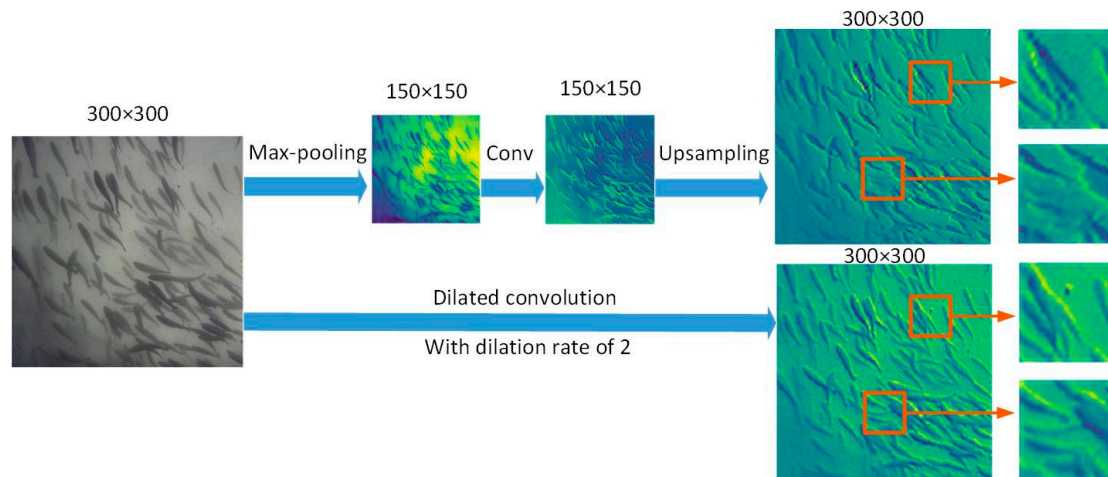 300×300
150×150
150×150
300×300
Max-pooling
Conv
Upsampling
300×300
Dilated convolution
With dilation rate of 2